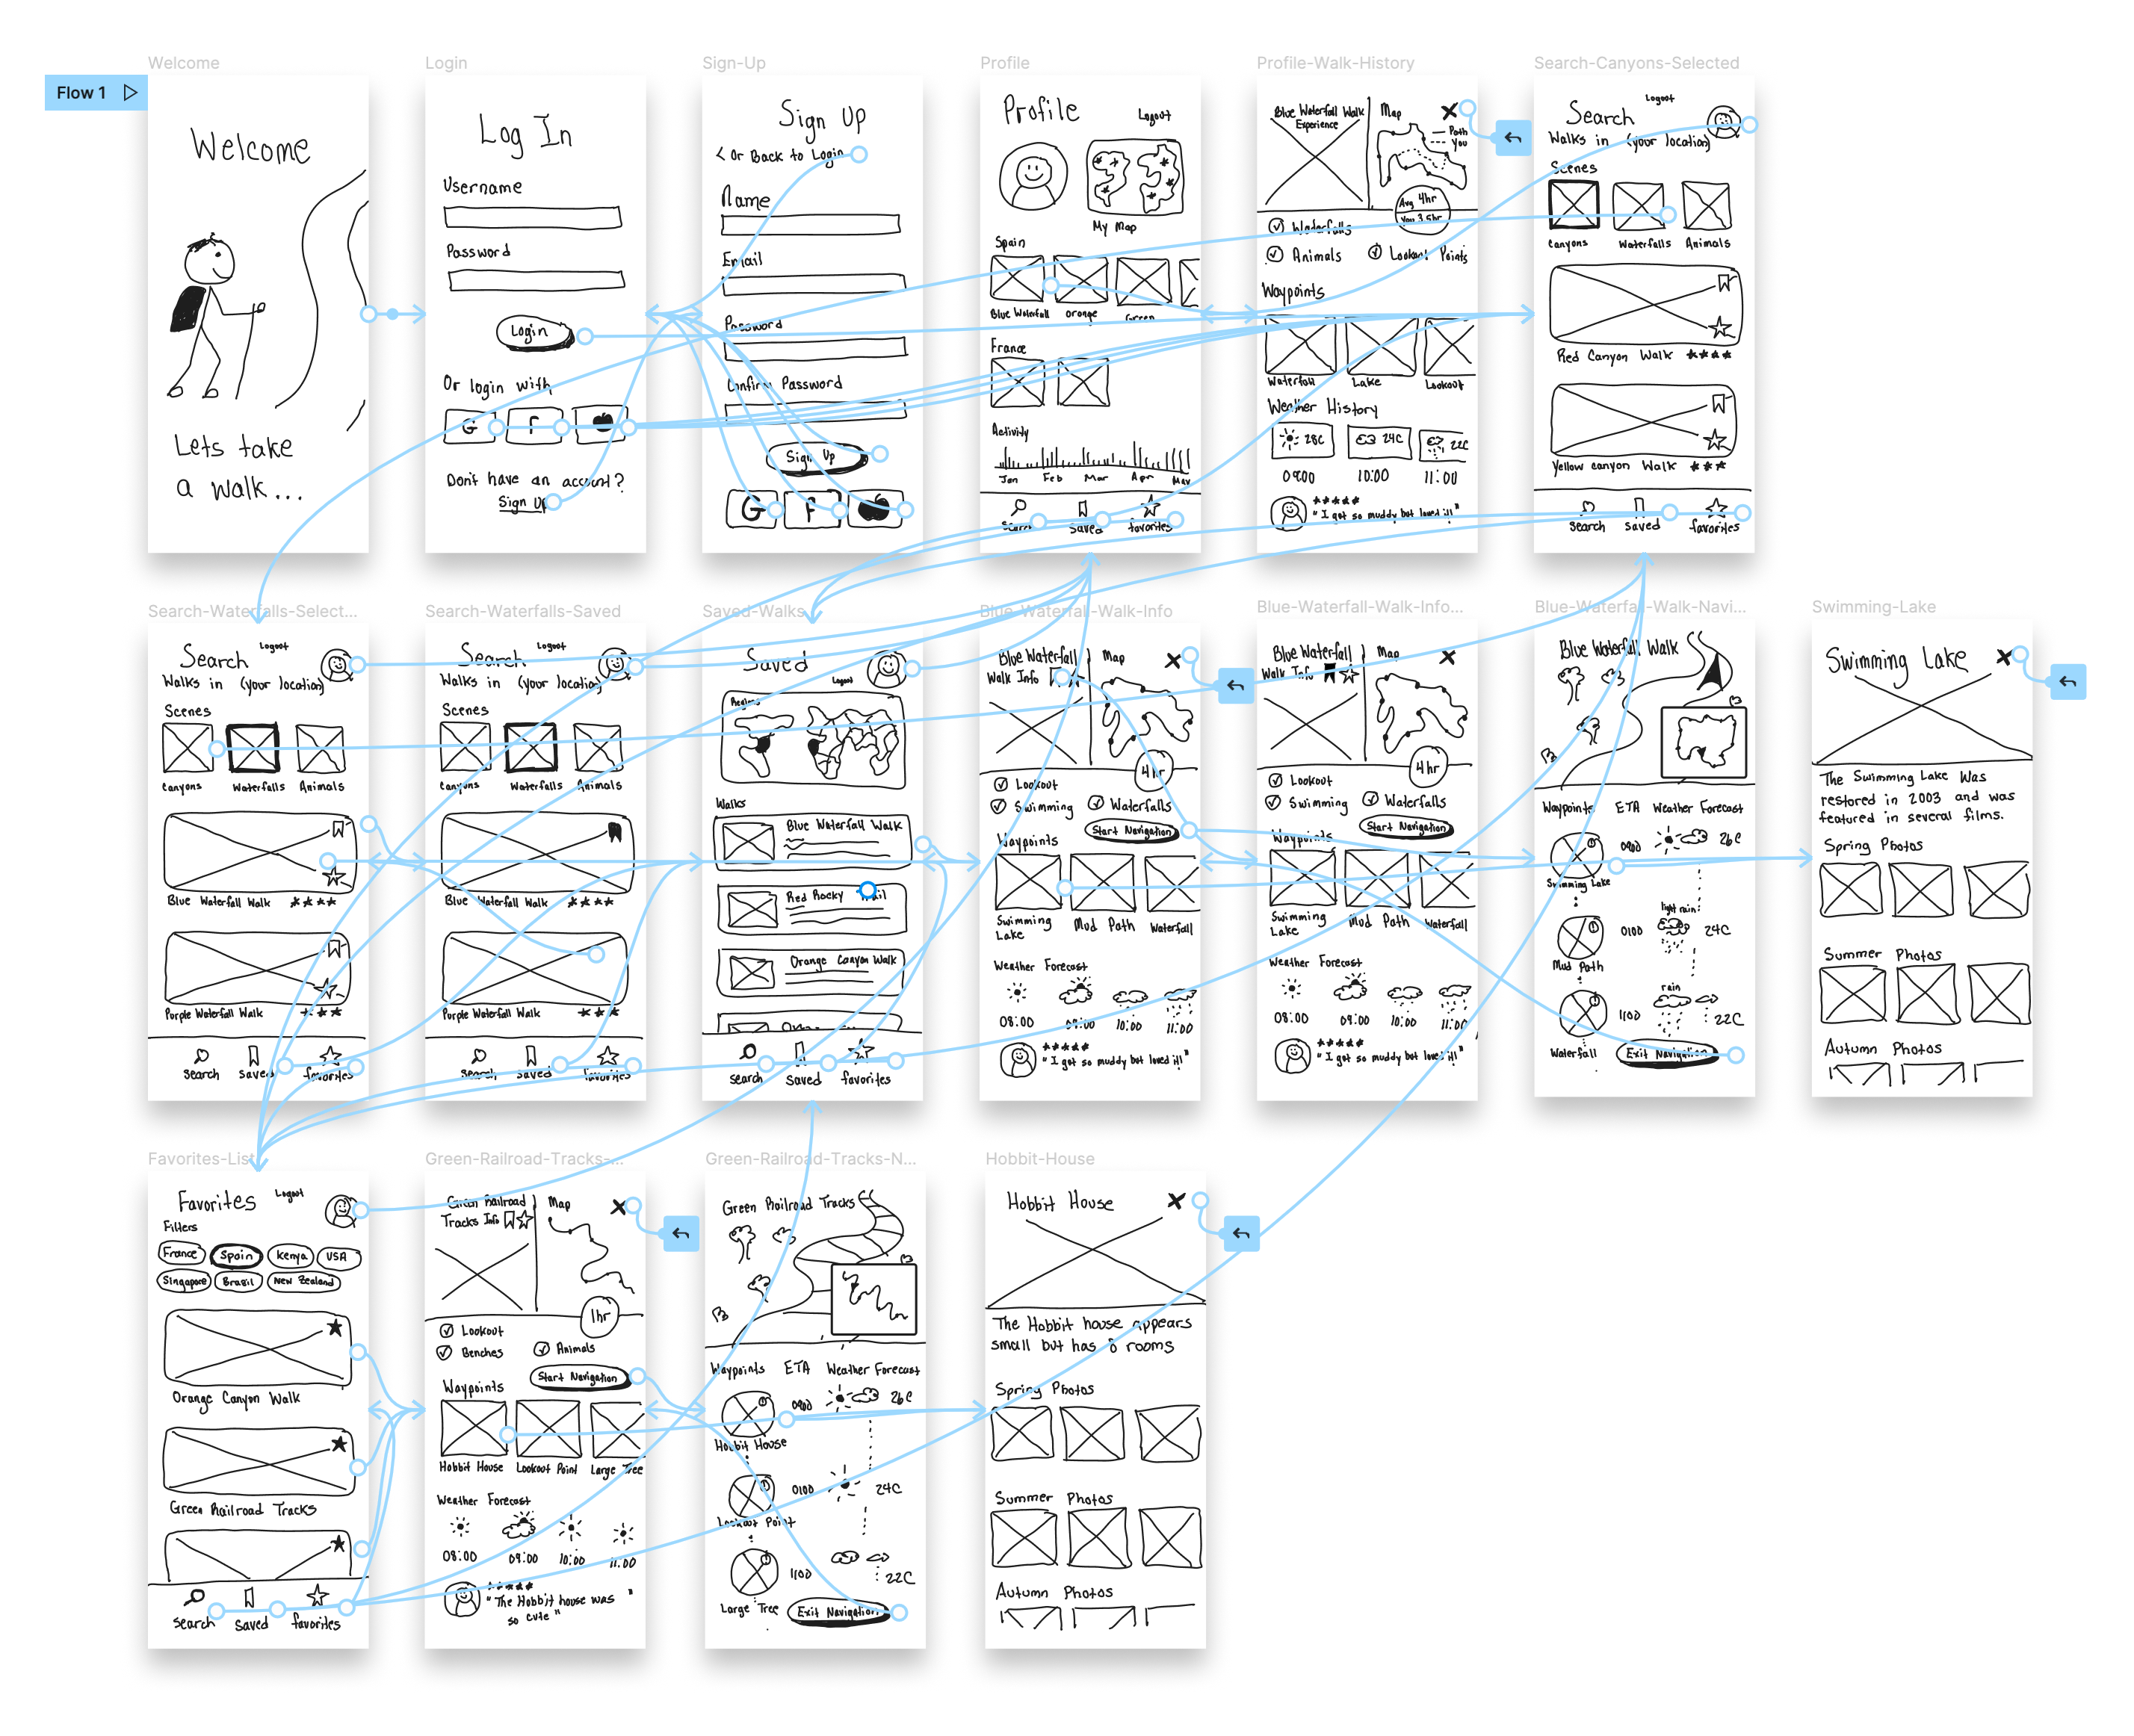 Flow 1
Welcome
Welcome
Lets take
a walk...
Login
Log In
Username
Password
Login
Or login with
G f
Don't have an account?
Sign Up
Sign-Up
Sign Up
< Or Back to Login
Name
Email
Password
Confirm Password
Sign Up
G f
Profile
Profile
Logout
My Map
Spain
Blue Waterfall Orange Green
France
Activity
Jan Feb Mar Apr May
search saved favorites
Profile-Walk-History
Blue Waterfall Walk
Experience
Map
Path
You
Avg 4hr
You 3.5hr
Waterfalls
Animals Lookout Points
Waypoints
Waterfall Lake Lookout
Weather History
28C 24C 22C
09:00 10:00 11:00
"I got so muddy but loved it!"
Search-Canyons-Selected
Logout
Search
Walks in (your location)
Scenes
Canyons Waterfalls Animals
Red Canyon Walk
Yellow Canyon Walk
search saved favorites
Search-Waterfalls-Select...
Logout
Search
Walks in (your location)
Scenes
Canyons Waterfalls Animals
Blue Waterfall Walk
Purple Waterfall Walk
search saved favorites
Search-Waterfalls-Saved
Logout
Search
Walks in (your location)
Scenes
Canyons Waterfalls Animals
Blue Waterfall Walk
Purple Waterfall Walk
search saved favorites
Saved-Walks
Saved
Logout
Regions
Walks
Blue Waterfall Walk
Red Rocky Trail
Orange Canyon Walk
search saved favorites
Blue-Waterfall-Walk-Info
Blue Waterfall
Walk Info
Map
4hr
Lookout
Swimming Waterfalls
Start Navigation
Waypoints
Swimming Lake Mud Path Waterfall
Weather Forecast
08:00 09:00 10:00 11:00
"I got so muddy but loved it!"
Blue-Waterfall-Walk-Info...
Blue Waterfall
Walk Info
Map
4hr
Lookout
Swimming Waterfalls
Start Navigation
Waypoints
Swimming Lake Mud Path Waterfall
Weather Forecast
08:00 09:00 10:00 11:00
"I got so muddy but loved it!"
Blue-Waterfall-Walk-Navi...
Blue Waterfall Walk
Waypoints ETA Weather Forecast
0900 26C
Swimming Lake
light rain
0100 24C
Mud Path
rain
1100 22C
Waterfall
Exit Navigation
Swimming-Lake
Swimming Lake
The Swimming Lake was
restored in 2003 and was
featured in several films.
Spring Photos
Summer Photos
Autumn Photos
Favorites-List
Favorites
Logout
Filters
France Spain Kenya USA
Singapore Brazil New Zealand
Orange Canyon Walk
Green Railroad Tracks
search saved favorites
Green-Railroad-Tracks-...
Green Railroad
Tracks Info
Map
1hr
Lookout
Benches Animals
Start Navigation
Waypoints
Hobbit House Lookout Point Large Tree
Weather Forecast
08:00 09:00 10:00 11:00
"The Hobbit house was
so cute"
Green-Railroad-Tracks-N...
Green Railroad Tracks
Waypoints ETA Weather Forecast
0900 26C
Hobbit House
0100 24C
Lookout Point
1100 22C
Large Tree
Exit Navigation
Hobbit-House
Hobbit House
The Hobbit house appears
small but has 8 rooms
Spring Photos
Summer Photos
Autumn Photos